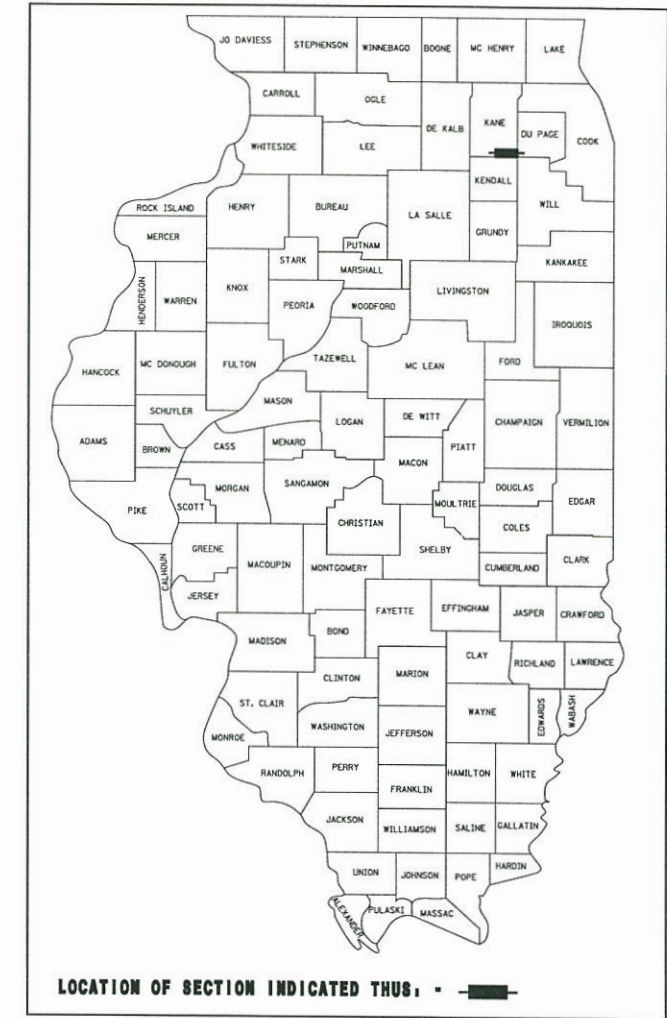 JO DAVIESS
STEPHENSON
WINNEBAGO
BOONE
MC HENRY
LAKE
CARROLL
OGLE
DE KALB
KANE
DU PAGE
COOK
WHITESIDE
LEE
KENDALL
WILL
ROCK ISLAND
HENRY
BUREAU
LA SALLE
GRUNDY
MERCER
PUTNAM
STARK
MARSHALL
KANKAKEE
HENDERSON
WARREN
KNOX
PEORIA
WOODFORD
LIVINGSTON
IROQUOIS
HANCOCK
MC DONOUGH
FULTON
TAZEWELL
MC LEAN
FORD
MASON
SCHUYLER
LOGAN
DE WITT
CHAMPAIGN
VERMILION
ADAMS
BROWN
CASS
MENARD
PIATT
MACON
PIKE
SCOTT
MORGAN
SANGAMON
MOULTRIE
DOUGLAS
EDGAR
CHRISTIAN
COLES
CALHOUN
GREENE
MACOUPIN
MONTGOMERY
SHELBY
CUMBERLAND
CLARK
JERSEY
FAYETTE
EFFINGHAM
JASPER
CRAWFORD
MADISON
BOND
CLAY
RICHLAND
LAWRENCE
CLINTON
MARION
ST. CLAIR
WAYNE
EDWARDS
WABASH
WASHINGTON
JEFFERSON
MONROE
RANDOLPH
PERRY
HAMILTON
WHITE
FRANKLIN
JACKSON
WILLIAMSON
SALINE
GALLATIN
UNION
JOHNSON
POPE
HARDIN
ALEXANDER
PULASKI
MASSAC
LOCATION OF SECTION INDICATED THUS: -